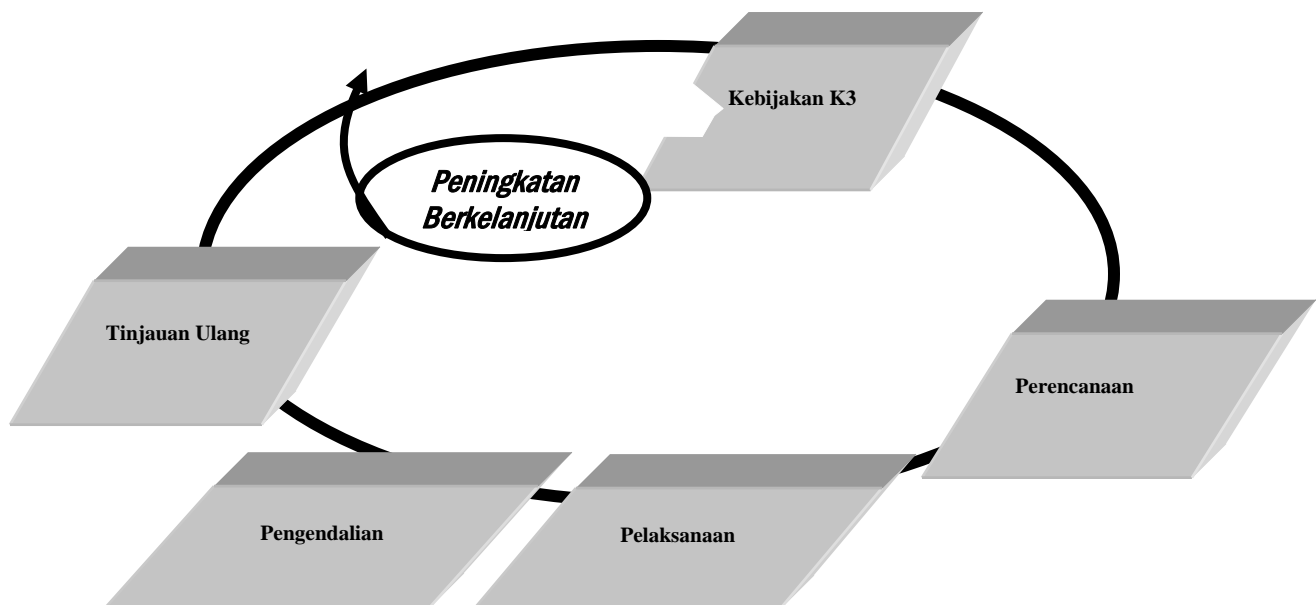 Kebijakan K3
Peningkatan
Berkelanjutan
Tinjauan Ulang
Perencanaan
Pengendalian
Pelaksanaan